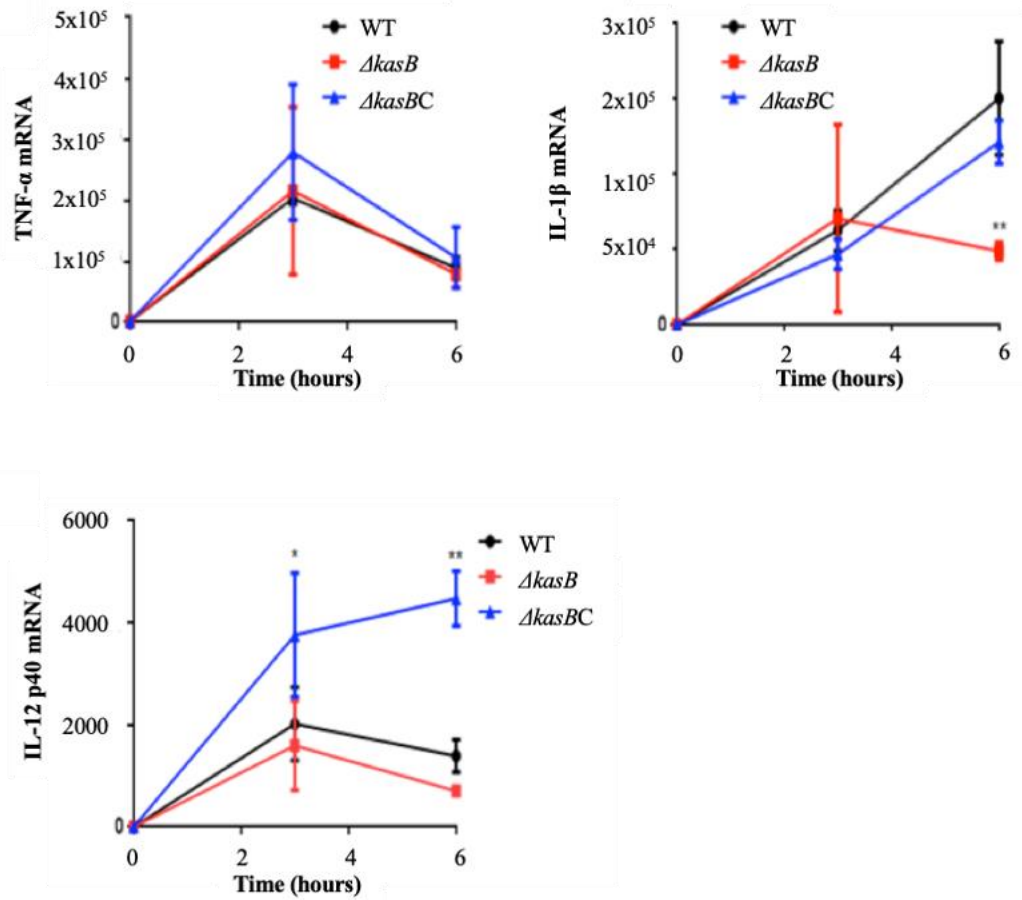 TNF-α mRNA
5x10⁵
4x10⁵
3x10⁵
2x10⁵
1x10⁵
0
0 2 4 6
Time (hours)
WT
ΔkasB
ΔkasBC
IL-1β mRNA
3x10⁵
2x10⁵
1x10⁵
5x10⁴
0
0 2 4 6
Time (hours)
WT
ΔkasB
ΔkasBC
**
IL-12 p40 mRNA
6000
4000
2000
0
0 2 4 6
Time (hours)
* **
WT
ΔkasB
ΔkasBC